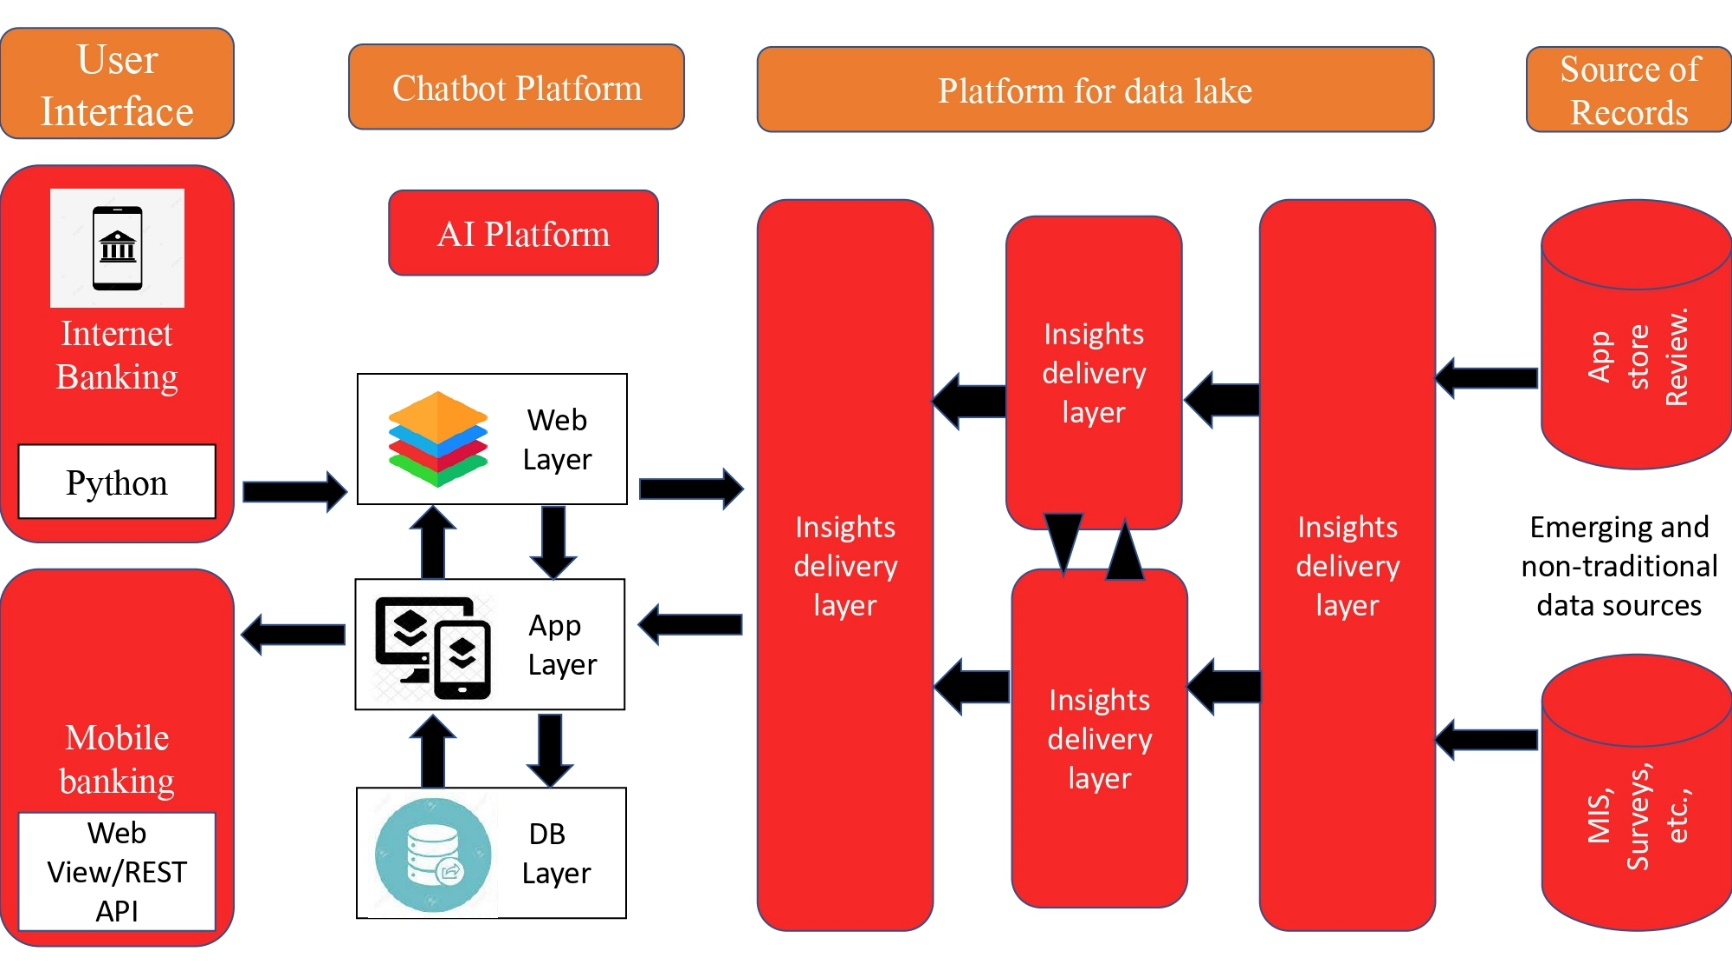 User
Interface
Chatbot Platform
Platform for data lake
Source of
Records
Internet
Banking
Python
Mobile
banking
Web
View/REST
API
AI Platform
Web
Layer
App
Layer
DB
Layer
Insights
delivery
layer
Insights
delivery
layer
Insights
delivery
layer
Insights
delivery
layer
App
store
Review.
Emerging and
non-traditional
data sources
MIS,
Surveys,
etc.,